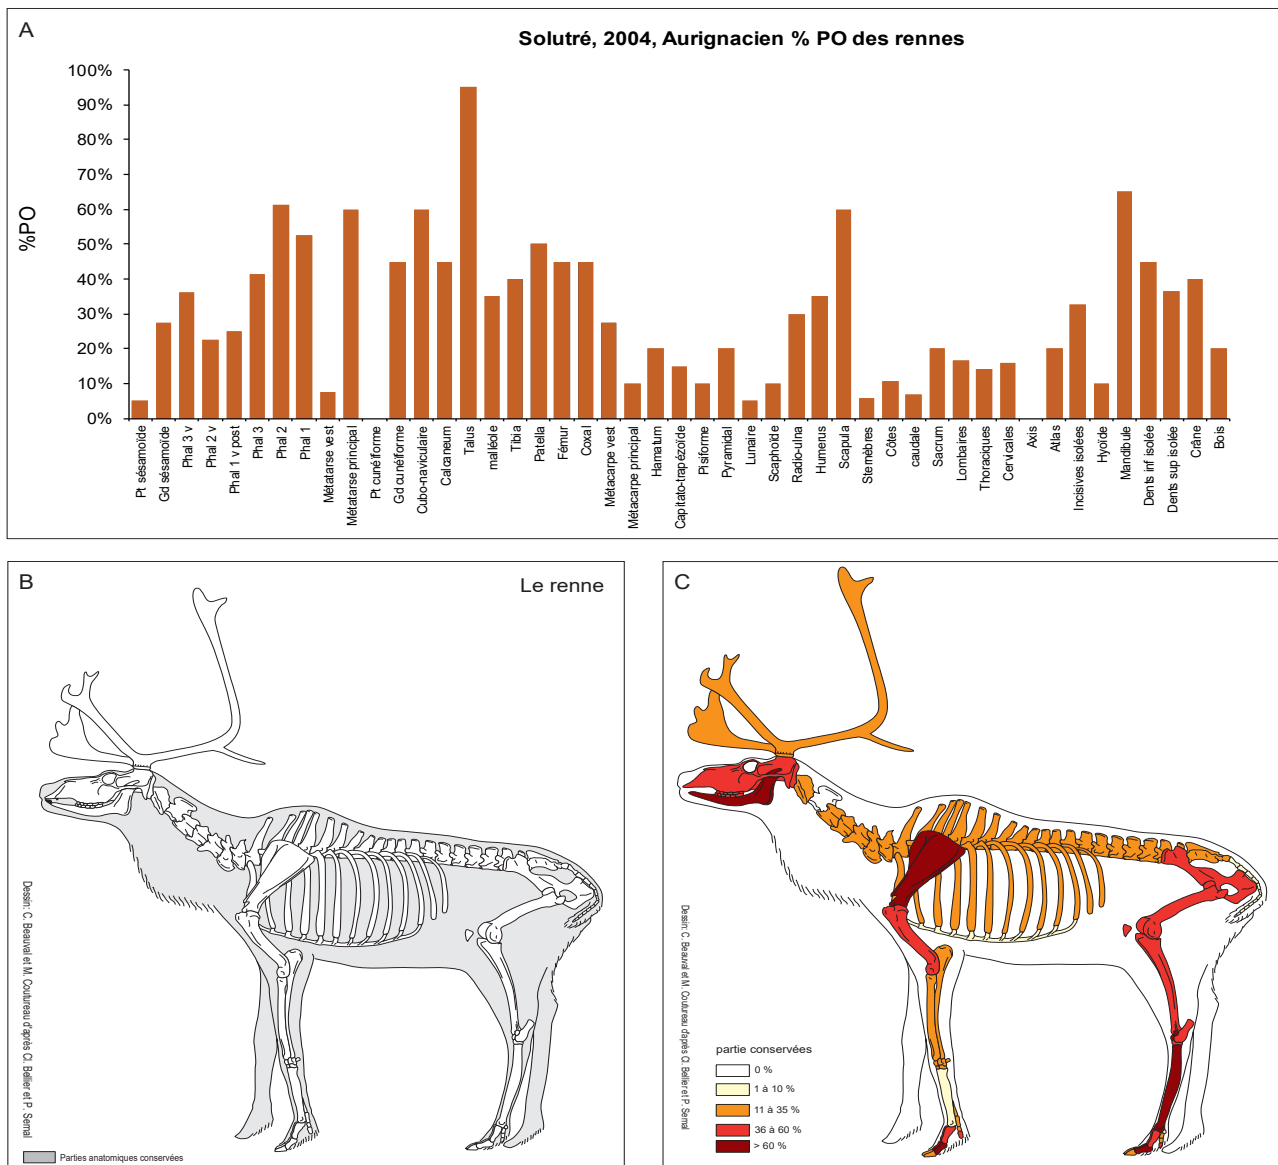 A
Solutré, 2004, Aurignacien % PO des rennes
%PO
100%
90%
80%
70%
60%
50%
40%
30%
20%
10%
0%
Pt sésamoïde
Gd sésamoïde
Phal 3 v
Phal 2 v
Phal 1 v post
Phal 3
Phal 2
Phal 1
Métatarse vest
Métatarse principal
Pt cunéiforme
Gd cunéiforme
Cubo-naviculaire
Calcaneum
Talus
malléole
Tibia
Patella
Fémur
Coxal
Métacarpe vest
Métacarpe principal
Hamatum
Capitato-trapézoïde
Pisiforme
Pyramidal
Lunaire
Scaphoïde
Radio-ulna
Humerus
Scapula
Sternèbres
Côtes
caudale
Sacrum
Lombaires
Thoraciques
Cervicales
Axis
Atlas
Incisives isolées
Hyoïde
Mandibule
Dents inf isolée
Dents sup isolée
Crâne
Bois
B
Le renne
Dessin: C. Beauval et M. Coutureau d'après Cl. Bellier et P. Semal
Parties anatomiques conservées
C
Dessin: C. Beauval et M. Coutureau d'après Cl. Bellier et P. Semal
partie conservées
0 %
1 à 10 %
11 à 35 %
36 à 60 %
> 60 %